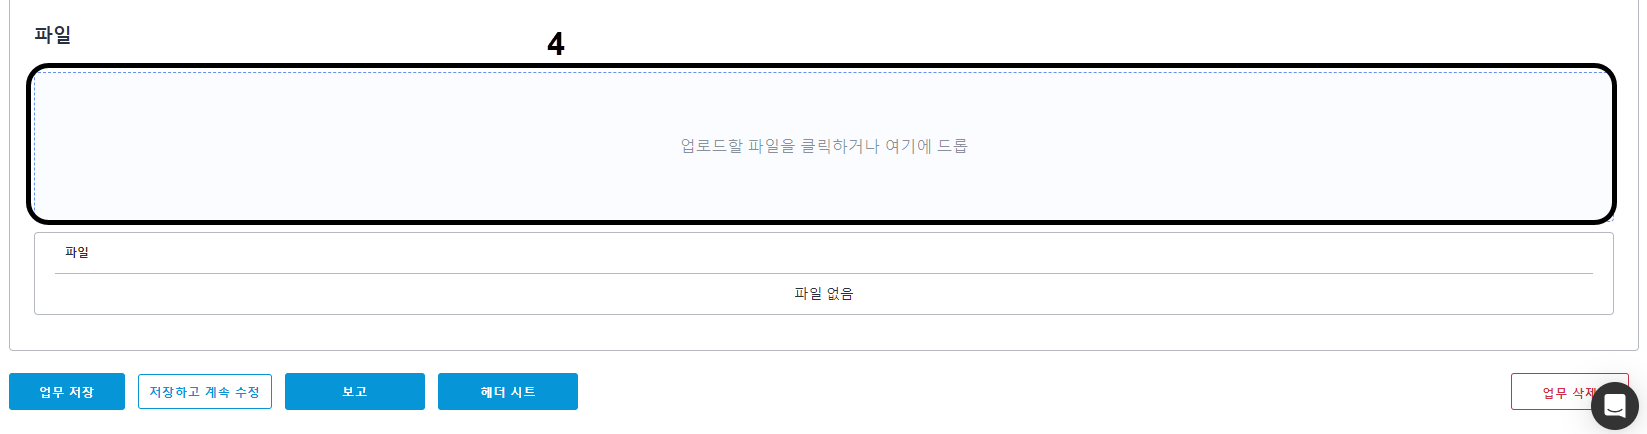 파일
4
업로드할 파일을 클릭하거나 여기에 드롭
파일
파일 없음
업무 저장
저장하고 계속 수정
보고
헤더 시트
업무 삭제